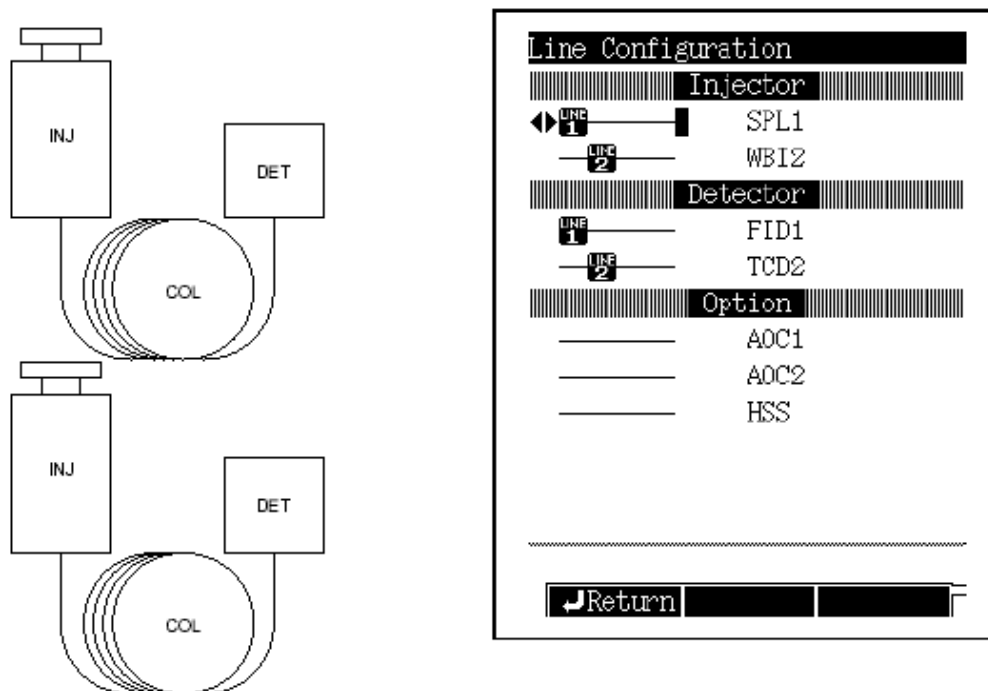 INJ
DET
COL
INJ
DET
COL
Line Configuration
Injector
LINE 1 SPL1
LINE 2 WBI2
Detector
LINE 1 FID1
LINE 2 TCD2
Option
AOC1
AOC2
HSS
Return